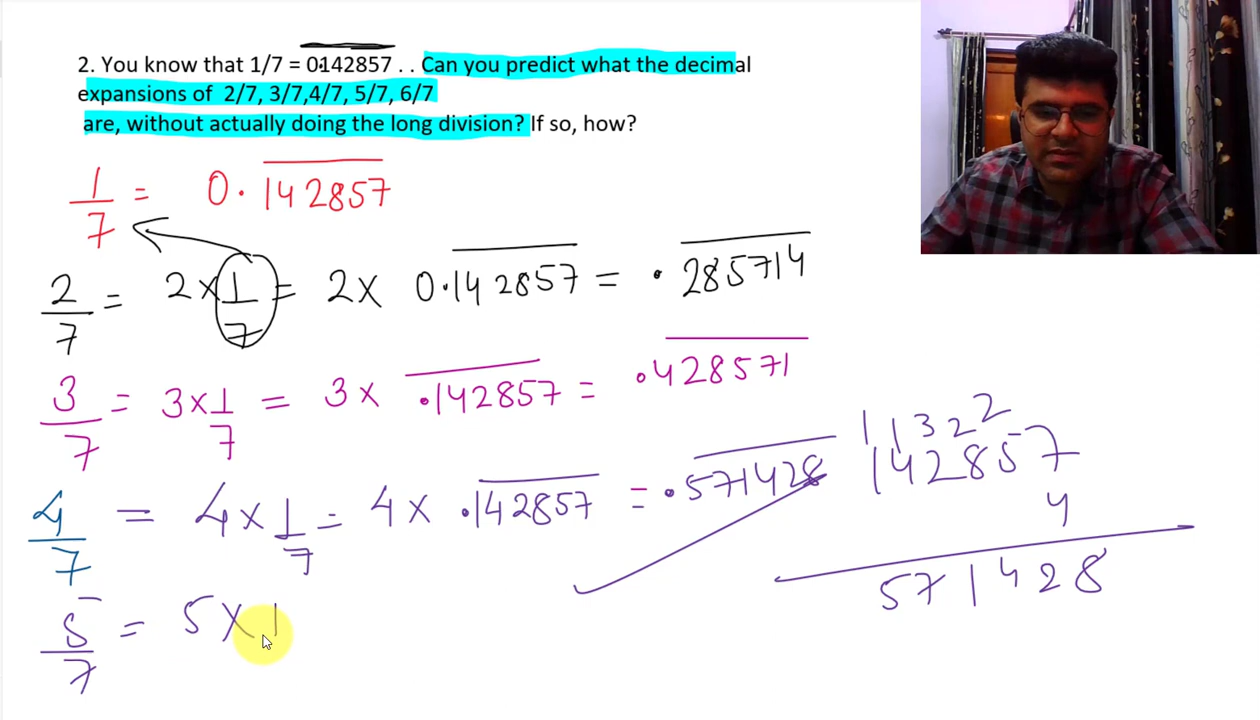 2. You know that 1/7 = 0142857 . . Can you predict what the decimal
expansions of 2/7, 3/7,4/7, 5/7, 6/7
are, without actually doing the long division? If so, how?
1/7 = 0.142857
2/7 = 2 × 1/7 = 2 × 0.142857 = .285714
3/7 = 3 × 1/7 = 3 × .142857 = .428571
4/7 = 4 × 1/7 = 4 × .142857 = .571428
5/7 = 5 × 1
1 1 3 2 2
142857
4
571428